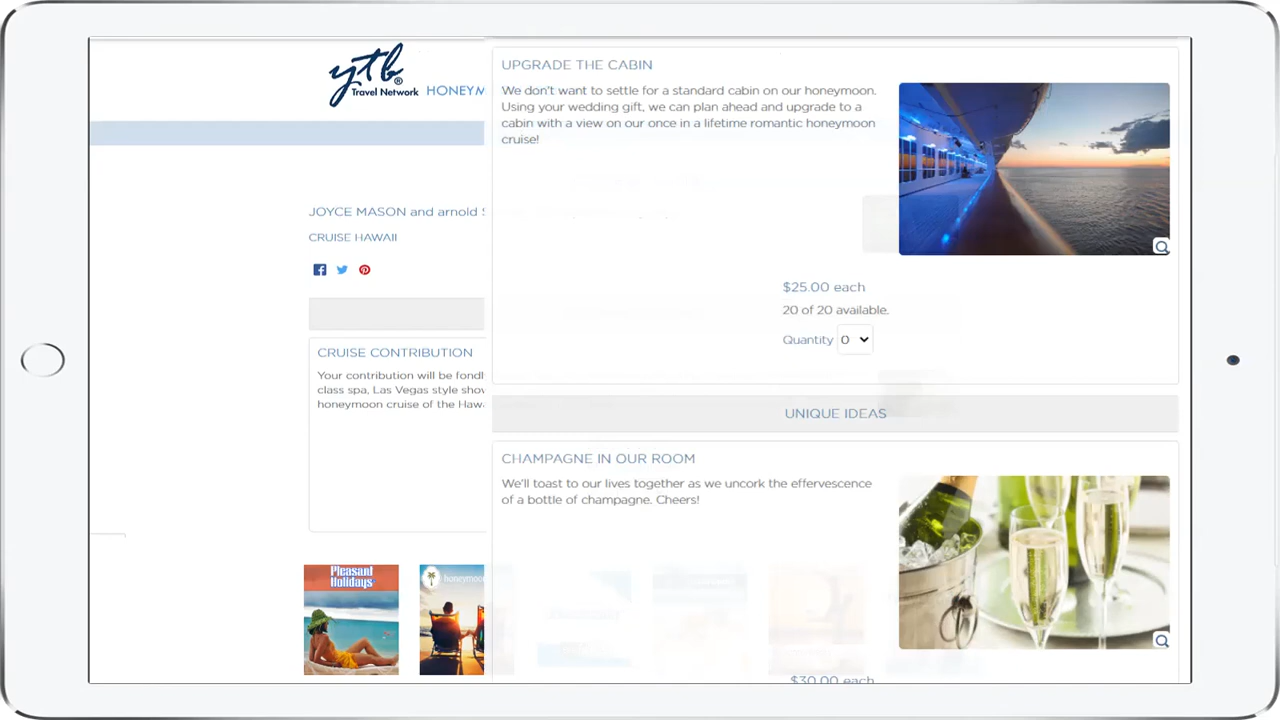 ytb®
Travel Network
HONEYM
JOYCE MASON and arnold
CRUISE HAWAII
CRUISE CONTRIBUTION
Your contribution will be fondl
class spa, Las Vegas style sho
honeymoon cruise of the Haw
Pleasant
Holidays
honeymoon
UPGRADE THE CABIN
We don't want to settle for a standard cabin on our honeymoon.
Using your wedding gift, we can plan ahead and upgrade to a
cabin with a view on our once in a lifetime romantic honeymoon
cruise!
$25.00 each
20 of 20 available.
Quantity 0
UNIQUE IDEAS
CHAMPAGNE IN OUR ROOM
We'll toast to our lives together as we uncork the effervescence
of a bottle of champagne. Cheers!
$30.00 each